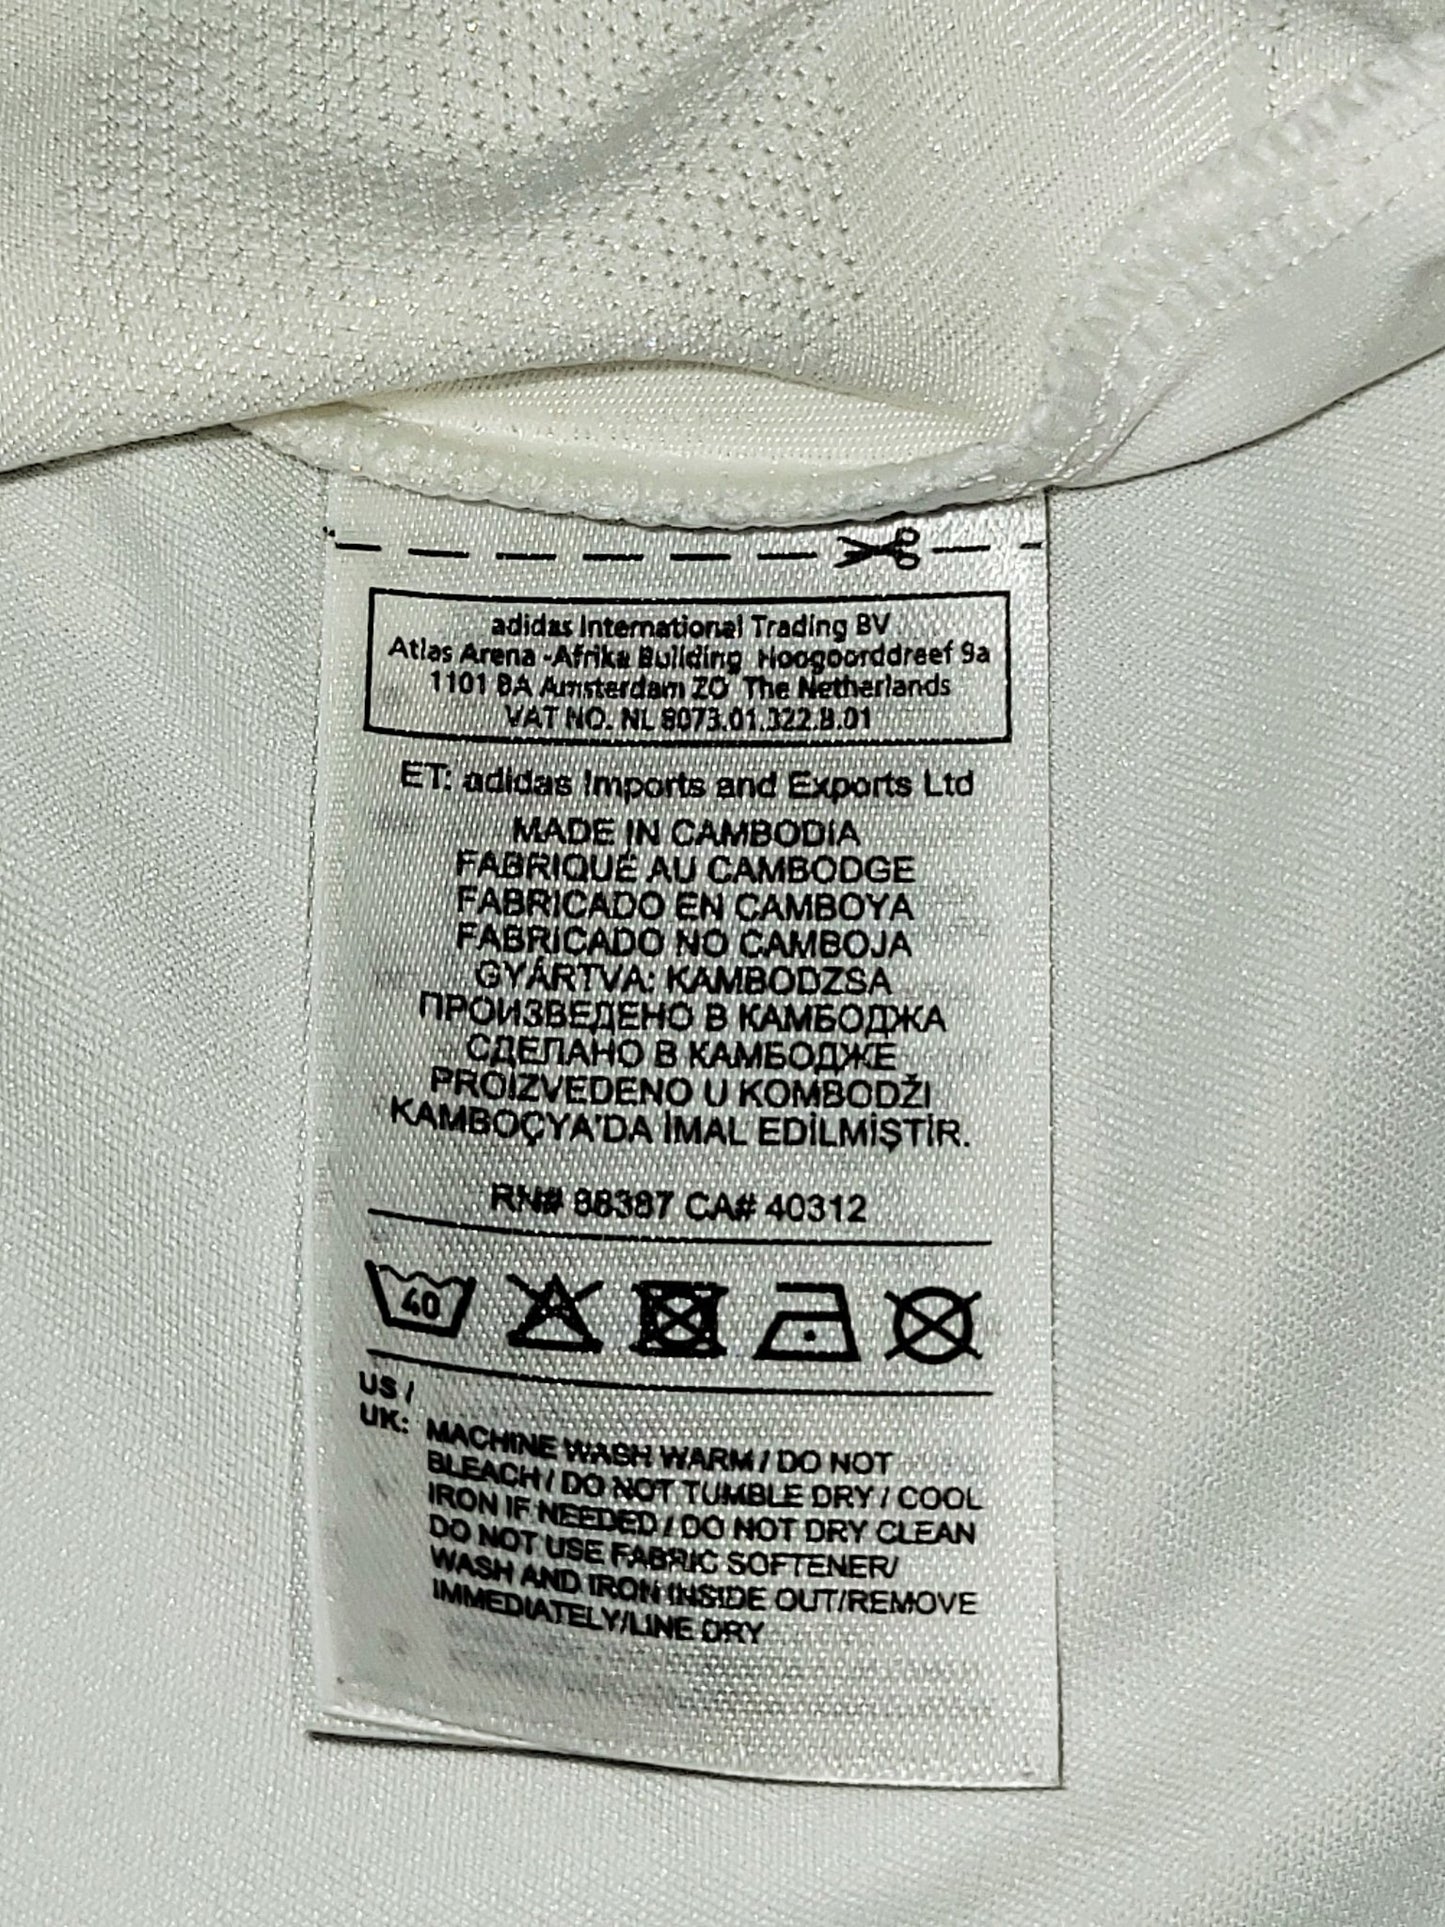 adidas International Trading BV
Atlas Arena -Afrika Building Hoogoorddreef 9a
1101 BA Amsterdam ZO The Netherlands
VAT NO. NL 8073.01.322.B.01
ET: adidas Imports and Exports Ltd
MADE IN CAMBODIA
FABRIQUÉ AU CAMBODGE
FABRICADO EN CAMBOYA
FABRICADO NO CAMBOJA
GYÁRTVA: KAMBODZSA
ПРОИЗВЕДЕНО В КАМБОДЖА
СДЕЛАНО В КАМБОДЖЕ
PROIZVEDENO U KOMBODŽI
KAMBOÇYA'DA İMAL EDİLMİŞTİR.
RN# 88387 CA# 40312
40
US /
UK: MACHINE WASH WARM / DO NOT
BLEACH / DO NOT TUMBLE DRY / COOL
IRON IF NEEDED / DO NOT DRY CLEAN
DO NOT USE FABRIC SOFTENER/
WASH AND IRON INSIDE OUT/REMOVE
IMMEDIATELY/LINE DRY